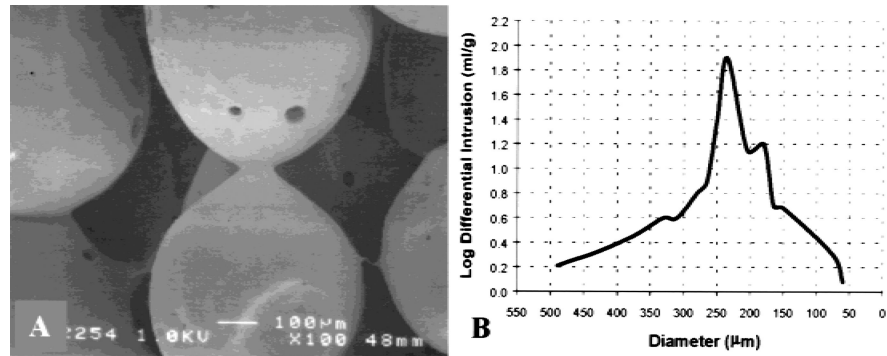 A
2254 1.0KV 100µm
X100 48mm
B
Log Differential Intrusion (ml/g)
2.2
2.0
1.8
1.6
1.4
1.2
1.0
0.8
0.6
0.4
0.2
0.0
550 500 450 400 350 300 250 200 150 100 50 0
Diameter (µm)